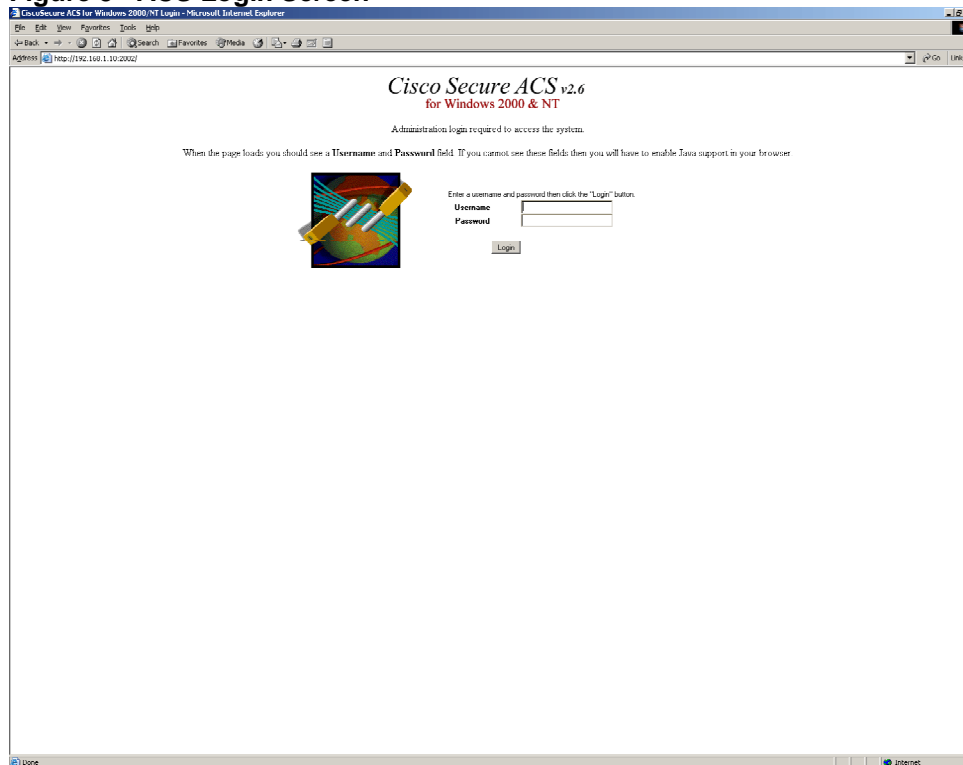 CiscoSecure ACS for Windows 2000/NT Login - Microsoft Internet Explorer
File Edit View Favorites Tools Help
Back Search Favorites Media
Address http://192.168.1.10:2002/ Go Link
Cisco Secure ACS v2.6
for Windows 2000 & NT
Administration login required to access the system.
When the page loads you should see a Username and Password field. If you cannot see these fields then you will have to enable Java support in your browser
Enter a username and password then click the "Login" button.
Username
Password
Login
Done Internet